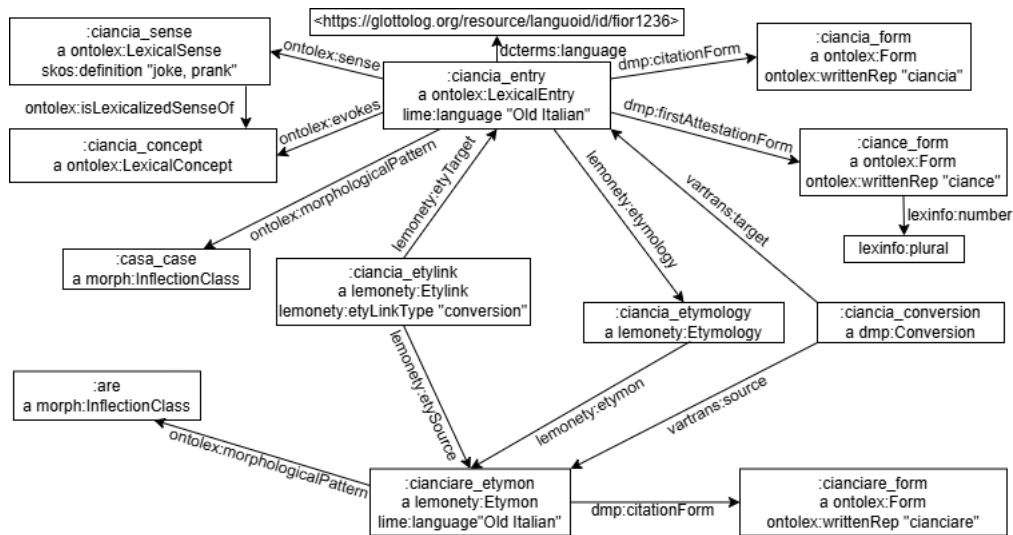 <https://glottolog.org/resource/languoid/id/fior1236>
:ciancia_sense
a ontolex:LexicalSense
skos:definition "joke, prank"
ontolex:sense
dcterms:language
dmp:citationForm
:ciancia_form
a ontolex:Form
ontolex:writtenRep "ciancia"
:ciancia_entry
a ontolex:LexicalEntry
lime:language "Old Italian"
ontolex:isLexicalizedSenseOf
ontolex:evokes
dmp:firstAttestationForm
:ciancia_concept
a ontolex:LexicalConcept
:ciance_form
a ontolex:Form
ontolex:writtenRep "ciance"
ontolex:morphologicalPattern
lemonety:etyTarget
lemonety:etymology
vartrans:target
lexinfo:number
lexinfo:plural
:casa_case
a morph:InflectionClass
:ciancia_etylink
a lemonety:Etylink
lemonety:etyLinkType "conversion"
:ciancia_etymology
a lemonety:Etymology
:ciancia_conversion
a dmp:Conversion
lemonety:etySource
lemonety:etymon
vartrans:source
:are
a morph:InflectionClass
ontolex:morphologicalPattern
:cianciare_etymon
a lemonety:Etymon
lime:language"Old Italian"
dmp:citationForm
:cianciare_form
a ontolex:Form
ontolex:writtenRep "cianciare"